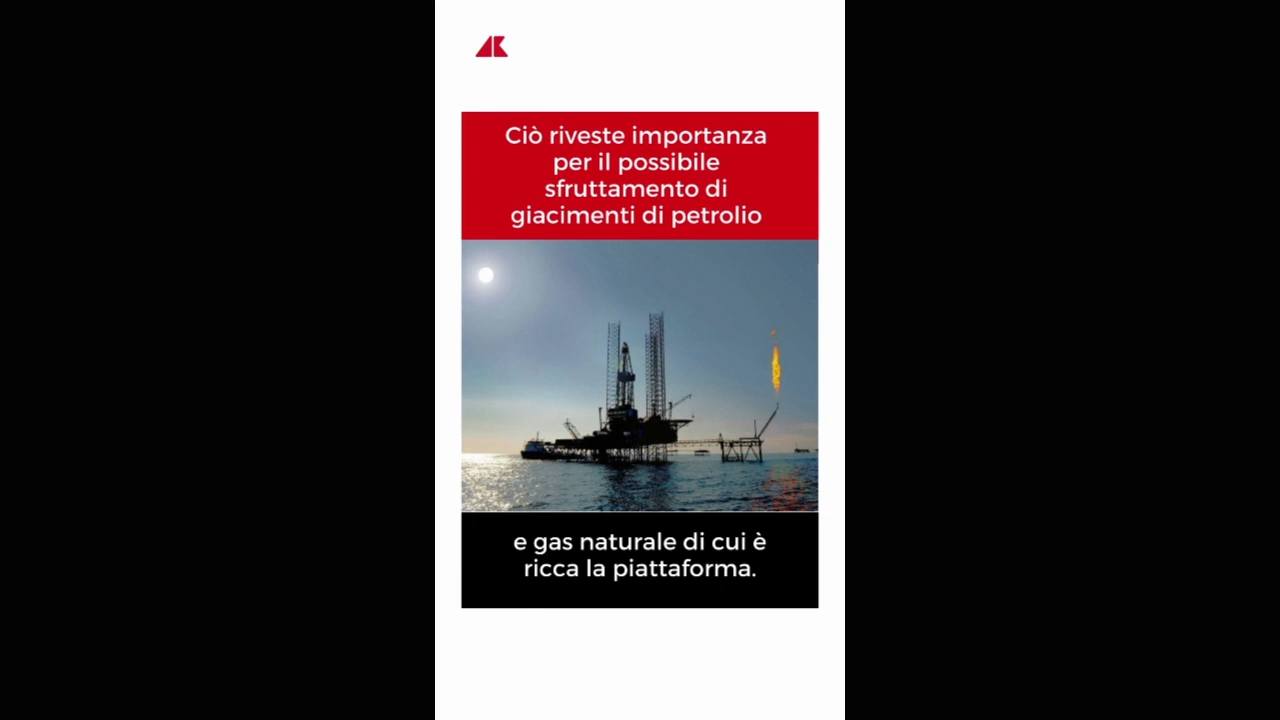 Ciò riveste importanza
per il possibile
sfruttamento di
giacimenti di petrolio
e gas naturale di cui è
ricca la piattaforma.